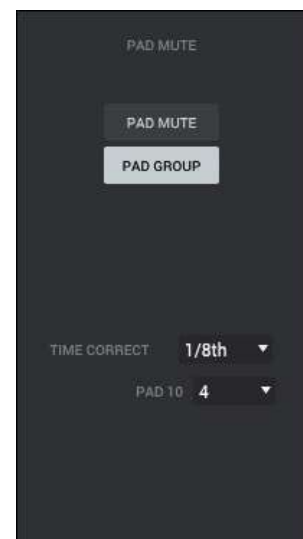 PAD MUTE
PAD MUTE
PAD GROUP
TIME CORRECT 1/8th
PAD 10 4